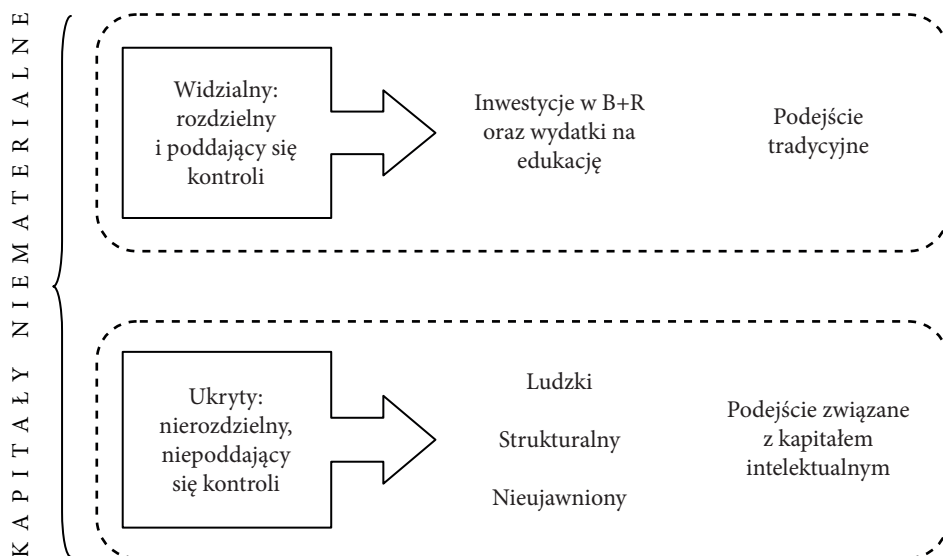 KAPITAŁY NIEMATERIALNE
Widzialny:
rozdzielny
i poddający się
kontroli
Inwestycje w B+R
oraz wydatki na
edukację
Podejście
tradycyjne
Ukryty:
nierozdzielny,
niepoddający
się kontroli
Ludzki
Strukturalny
Nieujawniony
Podejście związane
z kapitałem
intelektualnym